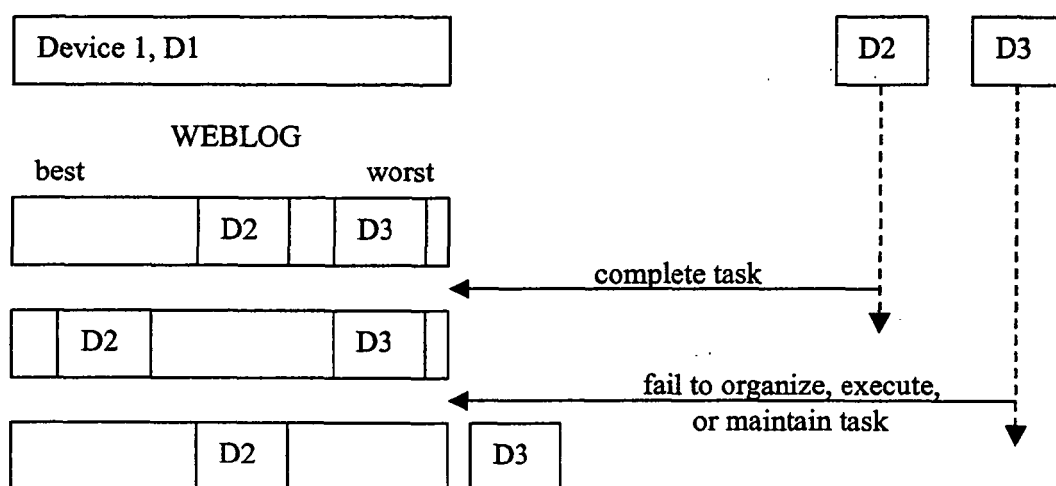 Device 1, D1
D2
D3
WEBLOG
best
worst
D2
D3
complete task
D2
D3
fail to organize, execute,
or maintain task
D2
D3